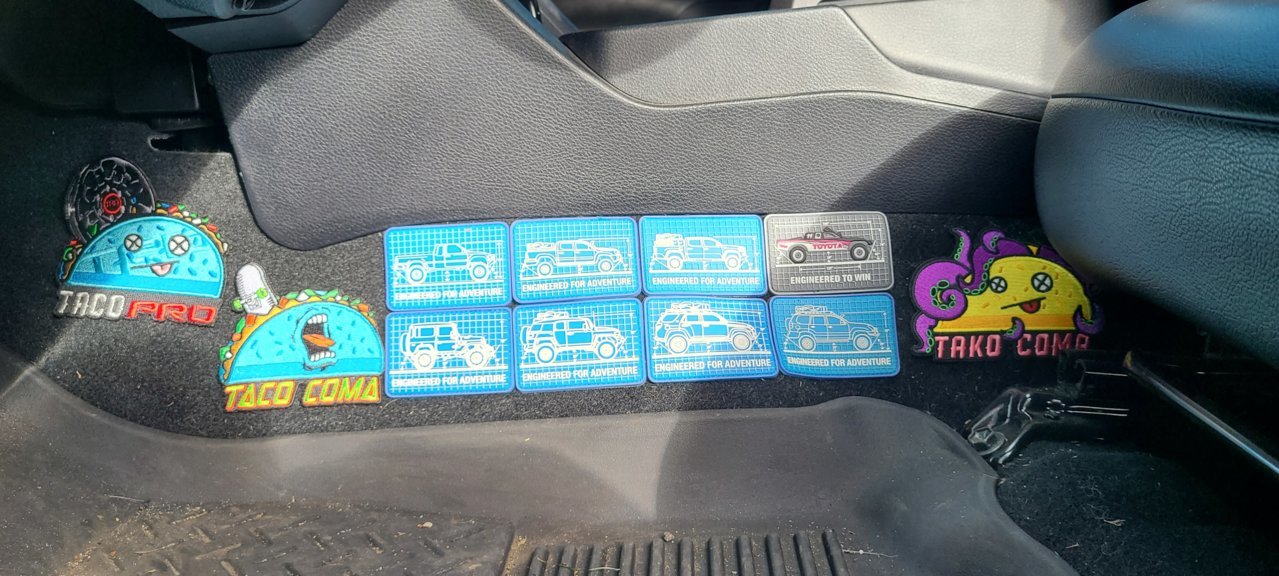 TACO PRO
TACO COMA
ENGINEERED FOR ADVENTURE
ENGINEERED FOR ADVENTURE
ENGINEERED FOR ADVENTURE
TOYOTA
ENGINEERED TO WIN
ENGINEERED FOR ADVENTURE
ENGINEERED FOR ADVENTURE
ENGINEERED FOR ADVENTURE
ENGINEERED FOR ADVENTURE
TAKO COMA